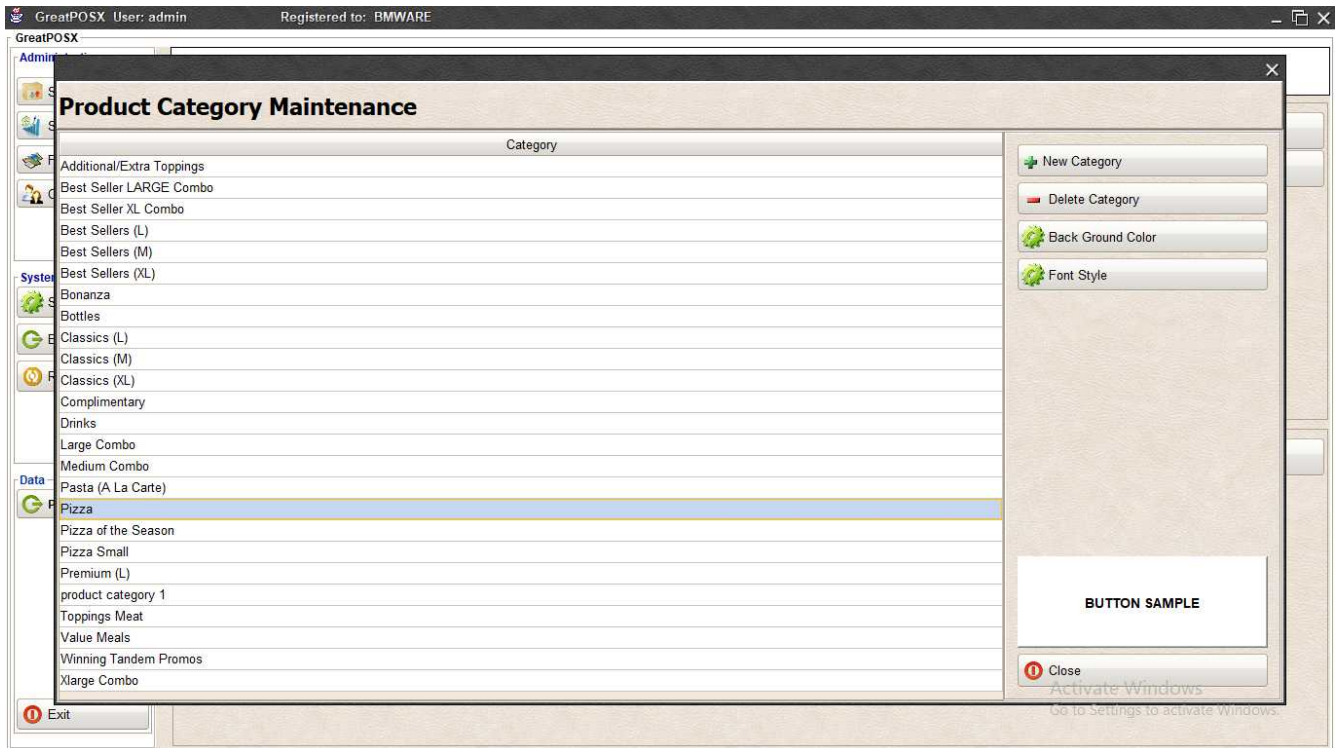 GreatPOSX User: admin Registered to: BMWARE
GreatPOSX
Product Category Maintenance
Category
Additional/Extra Toppings
Best Seller LARGE Combo
Best Seller XL Combo
Best Sellers (L)
Best Sellers (M)
Best Sellers (XL)
Bonanza
Bottles
Classics (L)
Classics (M)
Classics (XL)
Complimentary
Drinks
Large Combo
Medium Combo
Pasta (A La Carte)
Pizza
Pizza of the Season
Pizza Small
Premium (L)
product category 1
Toppings Meat
Value Meals
Winning Tandem Promos
Xlarge Combo
New Category
Delete Category
Back Ground Color
Font Style
BUTTON SAMPLE
Close
Activate Windows
Go to Settings to activate Windows.
Data
Exit